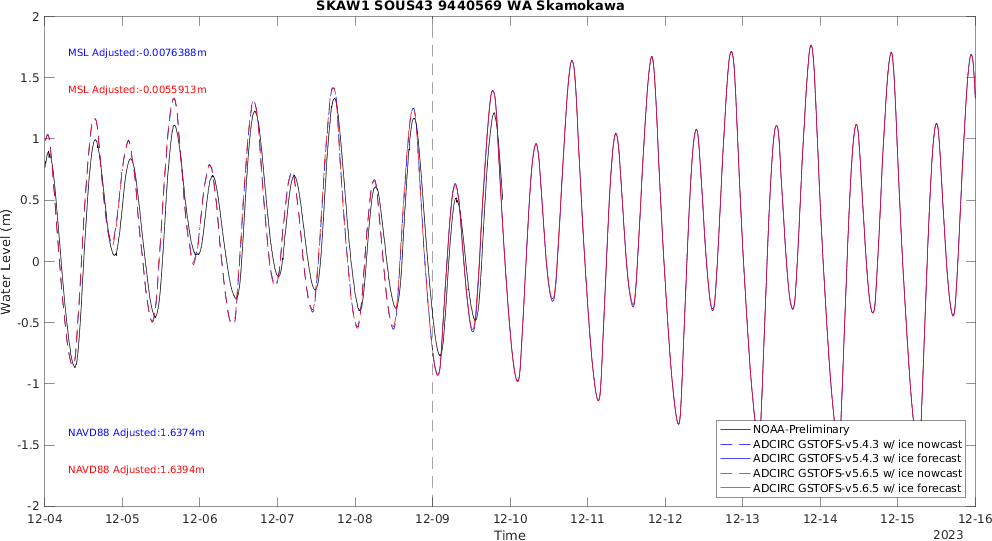 SKAW1 SOUS43 9440569 WA Skamokawa
MSL Adjusted:-0.0076388m
MSL Adjusted:-0.0055913m
NAVD88 Adjusted:1.6374m
NAVD88 Adjusted:1.6394m
Water Level (m)
2
1.5
1
0.5
0
-0.5
-1
-1.5
-2
NOAA-Preliminary
ADCIRC GSTOFS-v5.4.3 w/ ice nowcast
ADCIRC GSTOFS-v5.4.3 w/ ice forecast
ADCIRC GSTOFS-v5.6.5 w/ ice nowcast
ADCIRC GSTOFS-v5.6.5 w/ ice forecast
12-04 12-05 12-06 12-07 12-08 12-09 12-10 12-11 12-12 12-13 12-14 12-15 12-16
Time
2023